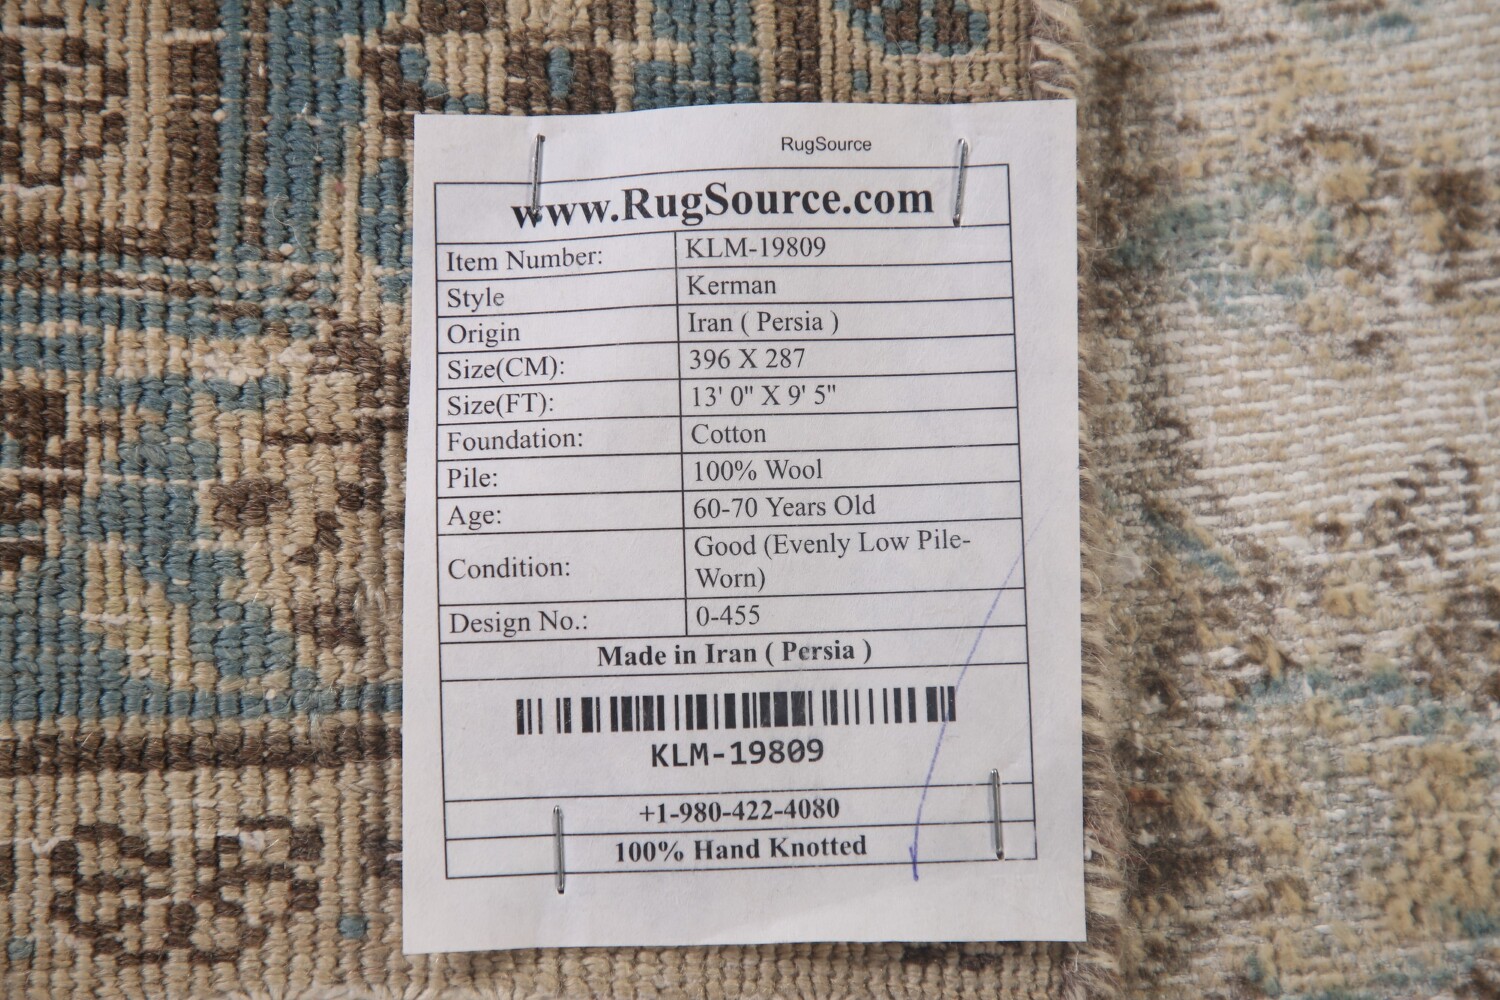 RugSource
www.RugSource.com
Item Number: KLM-19809
Style Kerman
Origin Iran ( Persia )
Size(CM): 396 X 287
Size(FT): 13' 0" X 9' 5"
Foundation: Cotton
Pile: 100% Wool
Age: 60-70 Years Old
Condition: Good (Evenly Low Pile-
Worn)
Design No.: 0-455
Made in Iran ( Persia )
KLM-19809
+1-980-422-4080
100% Hand Knotted